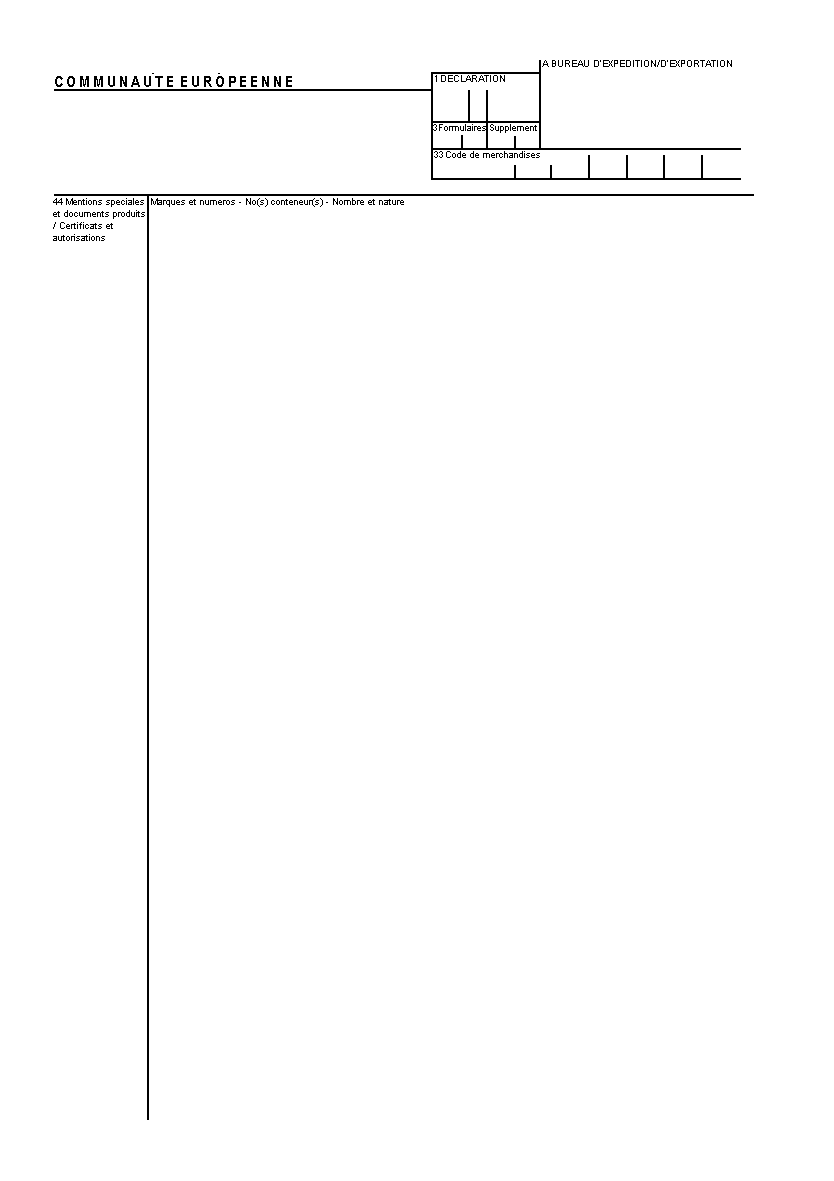 A BUREAU D'EXPEDITION/D'EXPORTATION
COMMUNAUTE EUROPEENNE
1 DECLARATION
3 Formulaires Supplement
33 Code de merchandises
44 Mentions speciales
et documents produits
/ Certificats et
autorisations
Marques et numeros - No(s) conteneur(s) - Nombre et nature